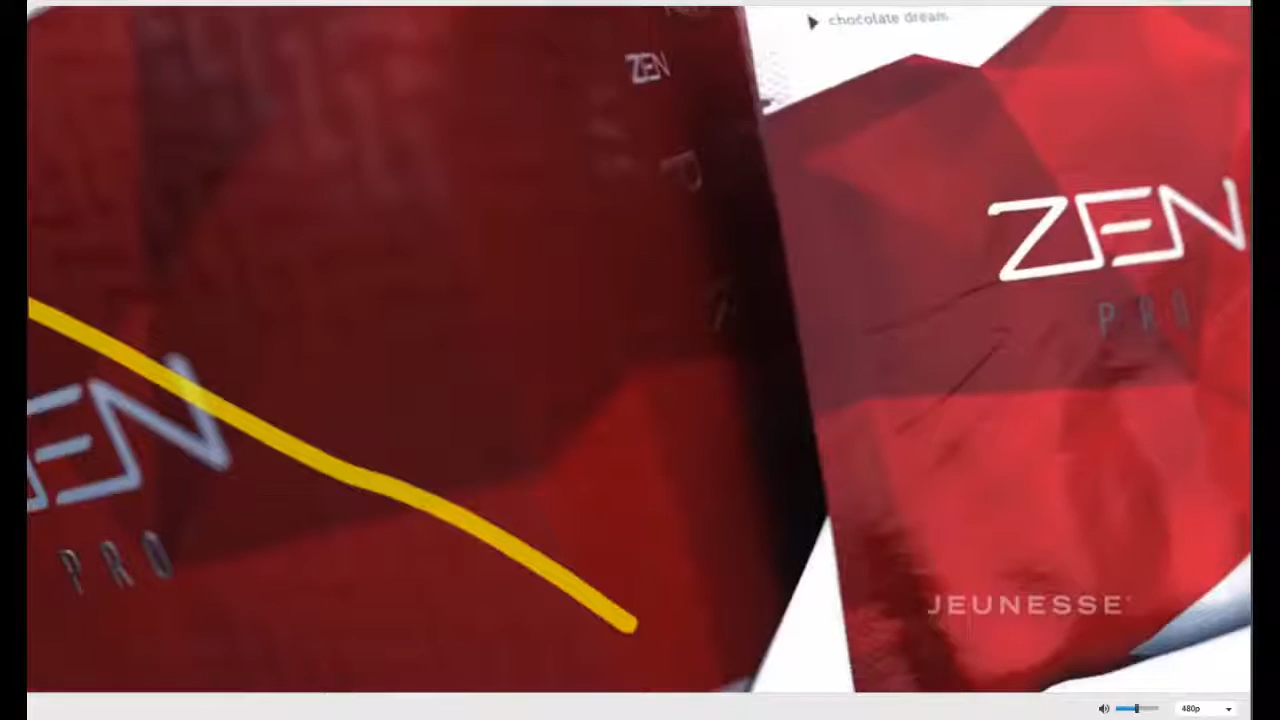 chocolate dream
ZEN
ZEN
PRO
ZEN
PRO
JEUNESSE
480p